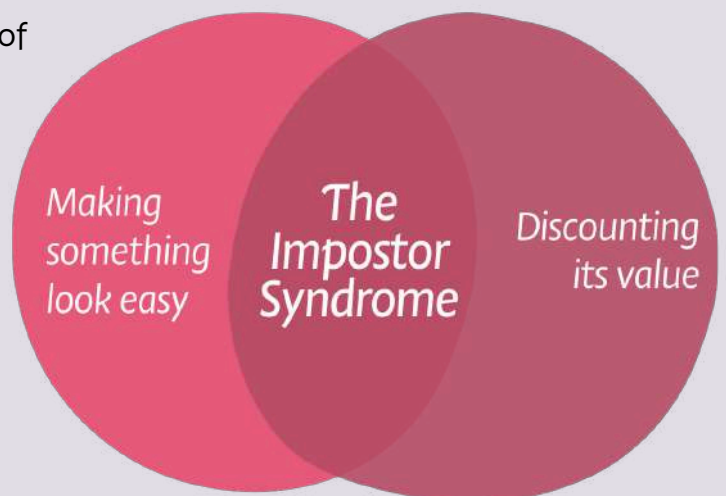 of
Making
something
look easy
The
Impostor
Syndrome
Discounting
its value